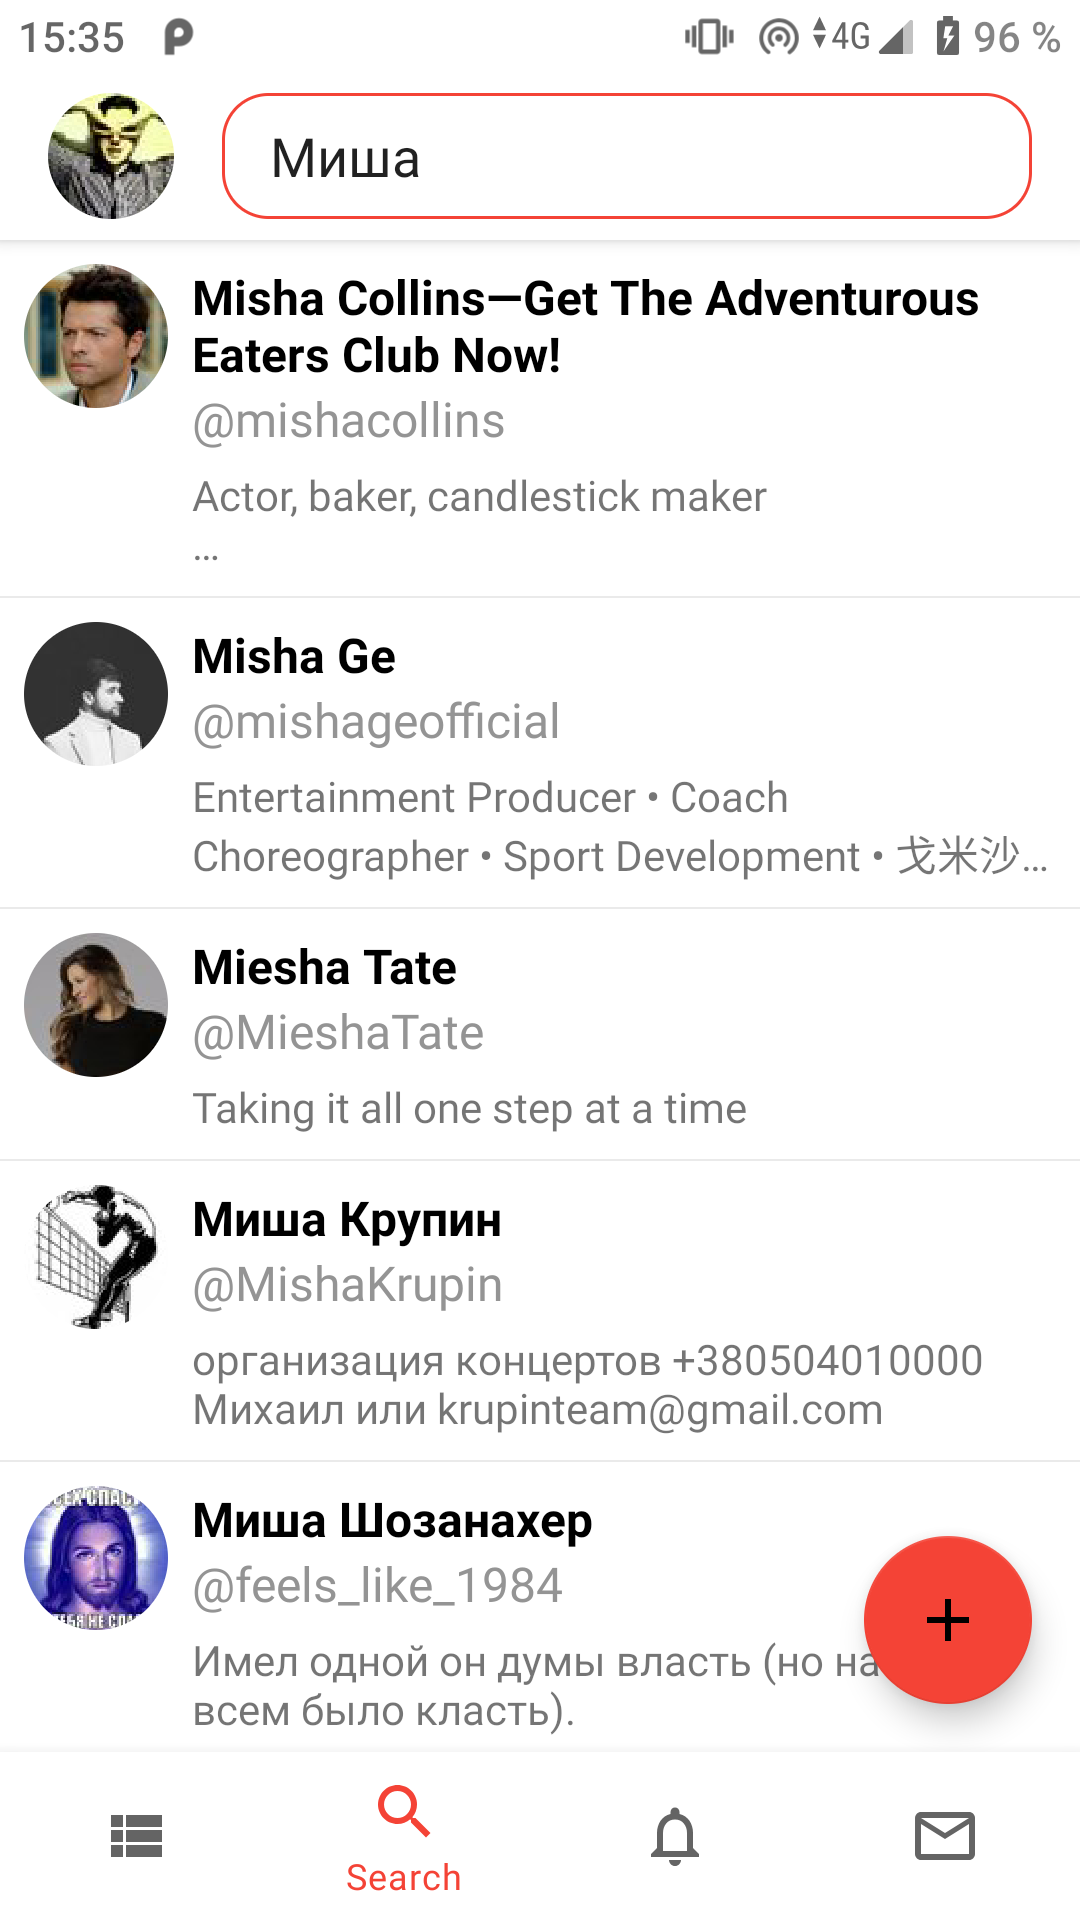 15:35
4G
96 %
Миша
Misha Collins—Get The Adventurous
Eaters Club Now!
@mishacollins
Actor, baker, candlestick maker
…
Misha Ge
@mishageofficial
Entertainment Producer • Coach
Choreographer • Sport Development • 戈米沙…
Miesha Tate
@MieshaTate
Taking it all one step at a time
Миша Крупин
@MishaKrupin
организация концертов +380504010000
Михаил или krupinteam@gmail.com
Миша Шозанахер
@feels_like_1984
Имел одной он думы власть (но на
всем было класть).
Search